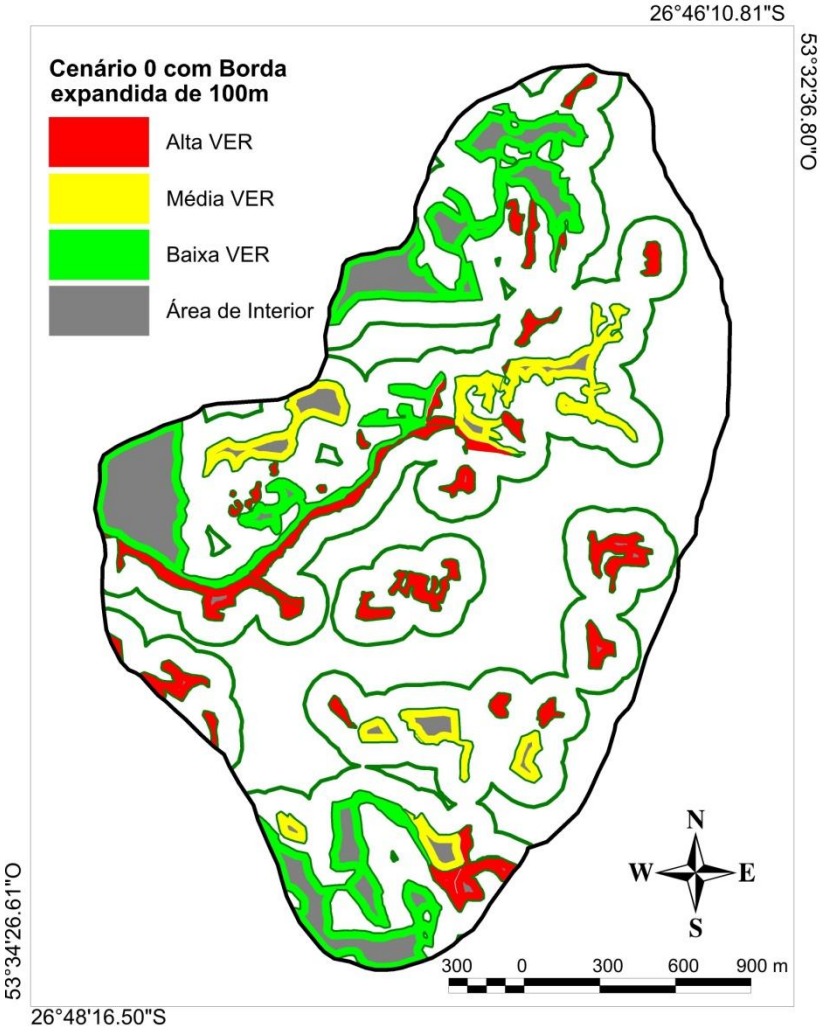 26°46'10.81"S
53°32'36.80"O
Cenário 0 com Borda
expandida de 100m
Alta VER
Média VER
Baixa VER
Área de Interior
N
W E
S
53°34'26.61"O
300 0 300 600 900 m
26°48'16.50"S